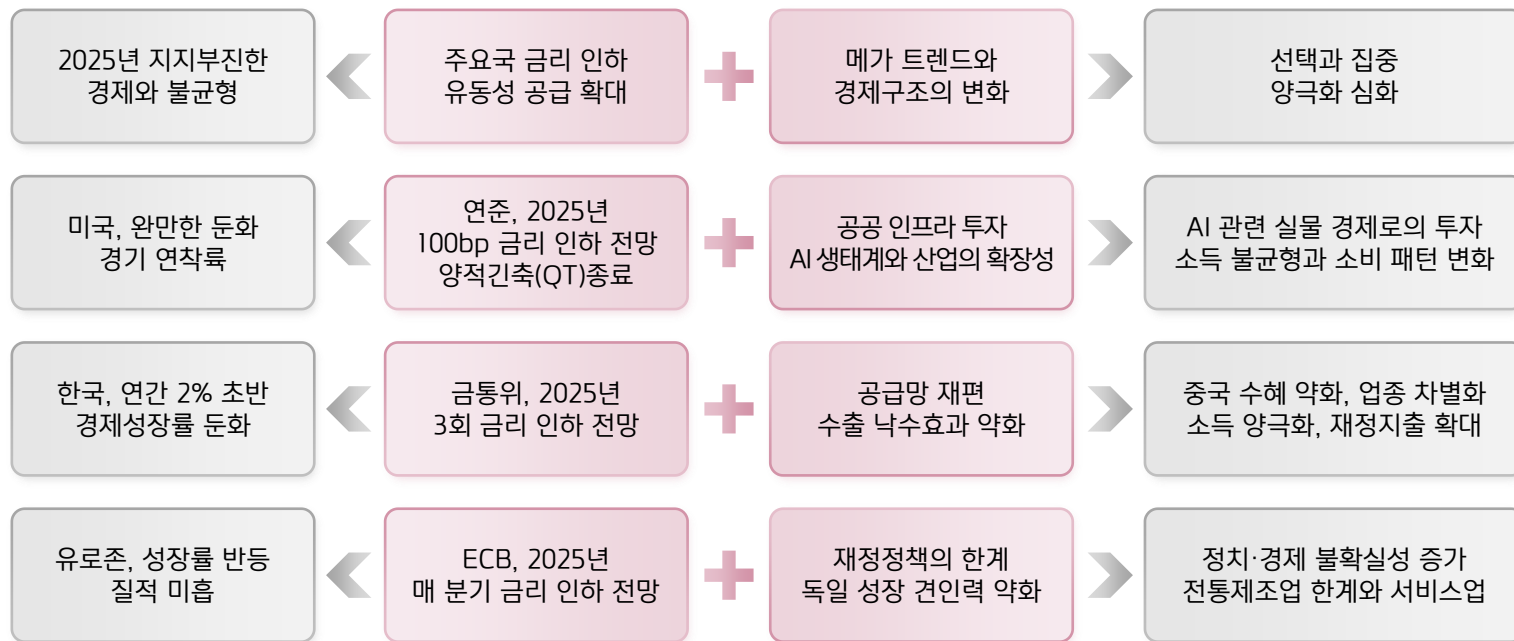 2025년 지지부진한
경제와 불균형
주요국 금리 인하
유동성 공급 확대
메가 트렌드와
경제구조의 변화
선택과 집중
양극화 심화
미국, 완만한 둔화
경기 연착륙
연준, 2025년
100bp 금리 인하 전망
양적긴축(QT)종료
공공 인프라 투자
AI 생태계와 산업의 확장성
AI 관련 실물 경제로의 투자
소득 불균형과 소비 패턴 변화
한국, 연간 2% 초반
경제성장률 둔화
금통위, 2025년
3회 금리 인하 전망
공급망 재편
수출 낙수효과 약화
중국 수혜 약화, 업종 차별화
소득 양극화, 재정지출 확대
유로존, 성장률 반등
질적 미흡
ECB, 2025년
매 분기 금리 인하 전망
재정정책의 한계
독일 성장 견인력 약화
정치·경제 불확실성 증가
전통제조업 한계와 서비스업